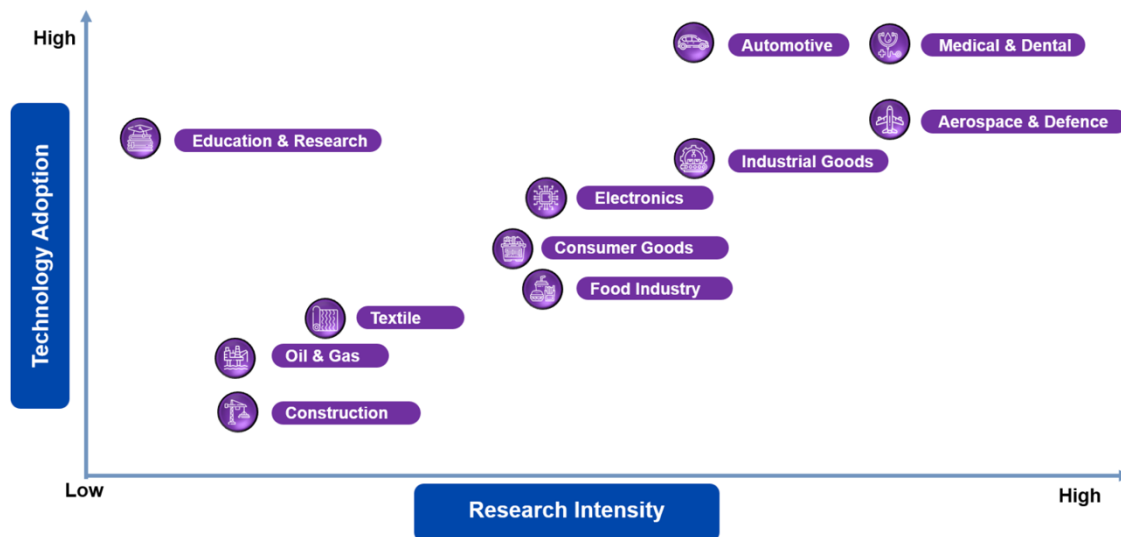 High
Automotive
Medical & Dental
Aerospace & Defence
Education & Research
Industrial Goods
Electronics
Consumer Goods
Food Industry
Textile
Oil & Gas
Construction
Technology Adoption
Low
High
Research Intensity